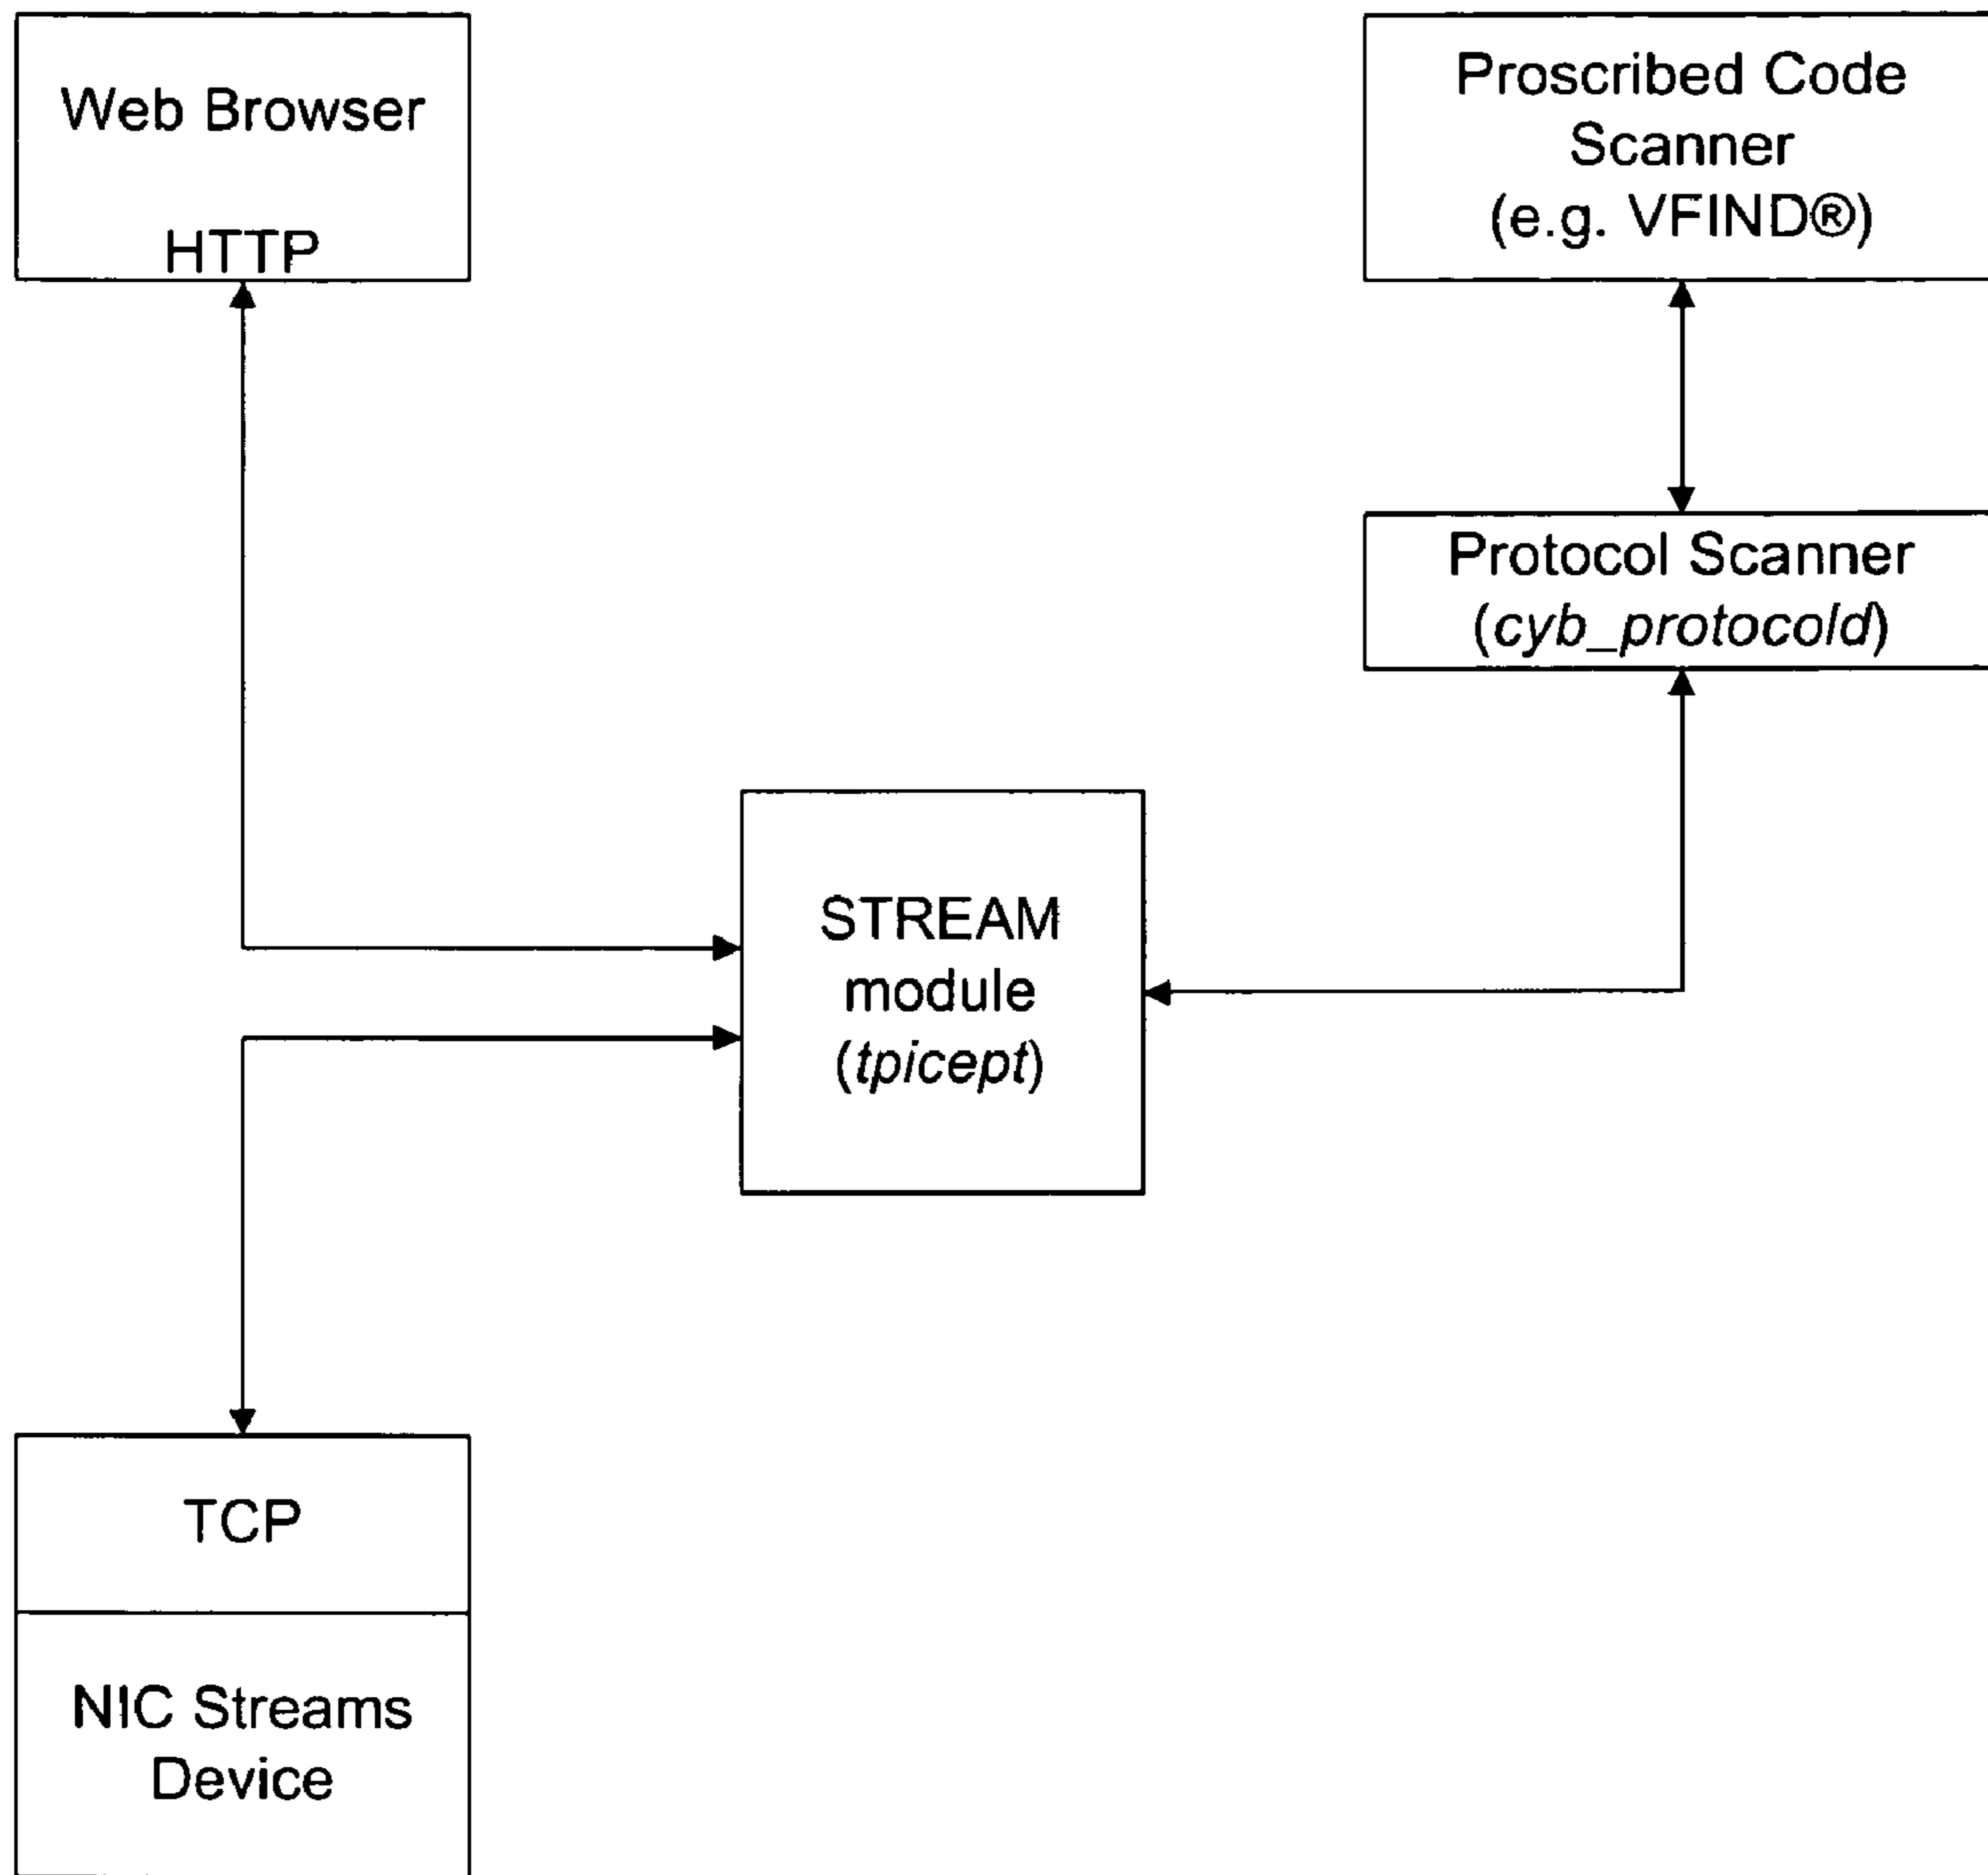 Web Browser
HTTP
Proscribed Code
Scanner
(e.g. VFIND®)
Protocol Scanner
(cyb_protocold)
STREAM
module
(tpicept)
TCP
NIC Streams
Device